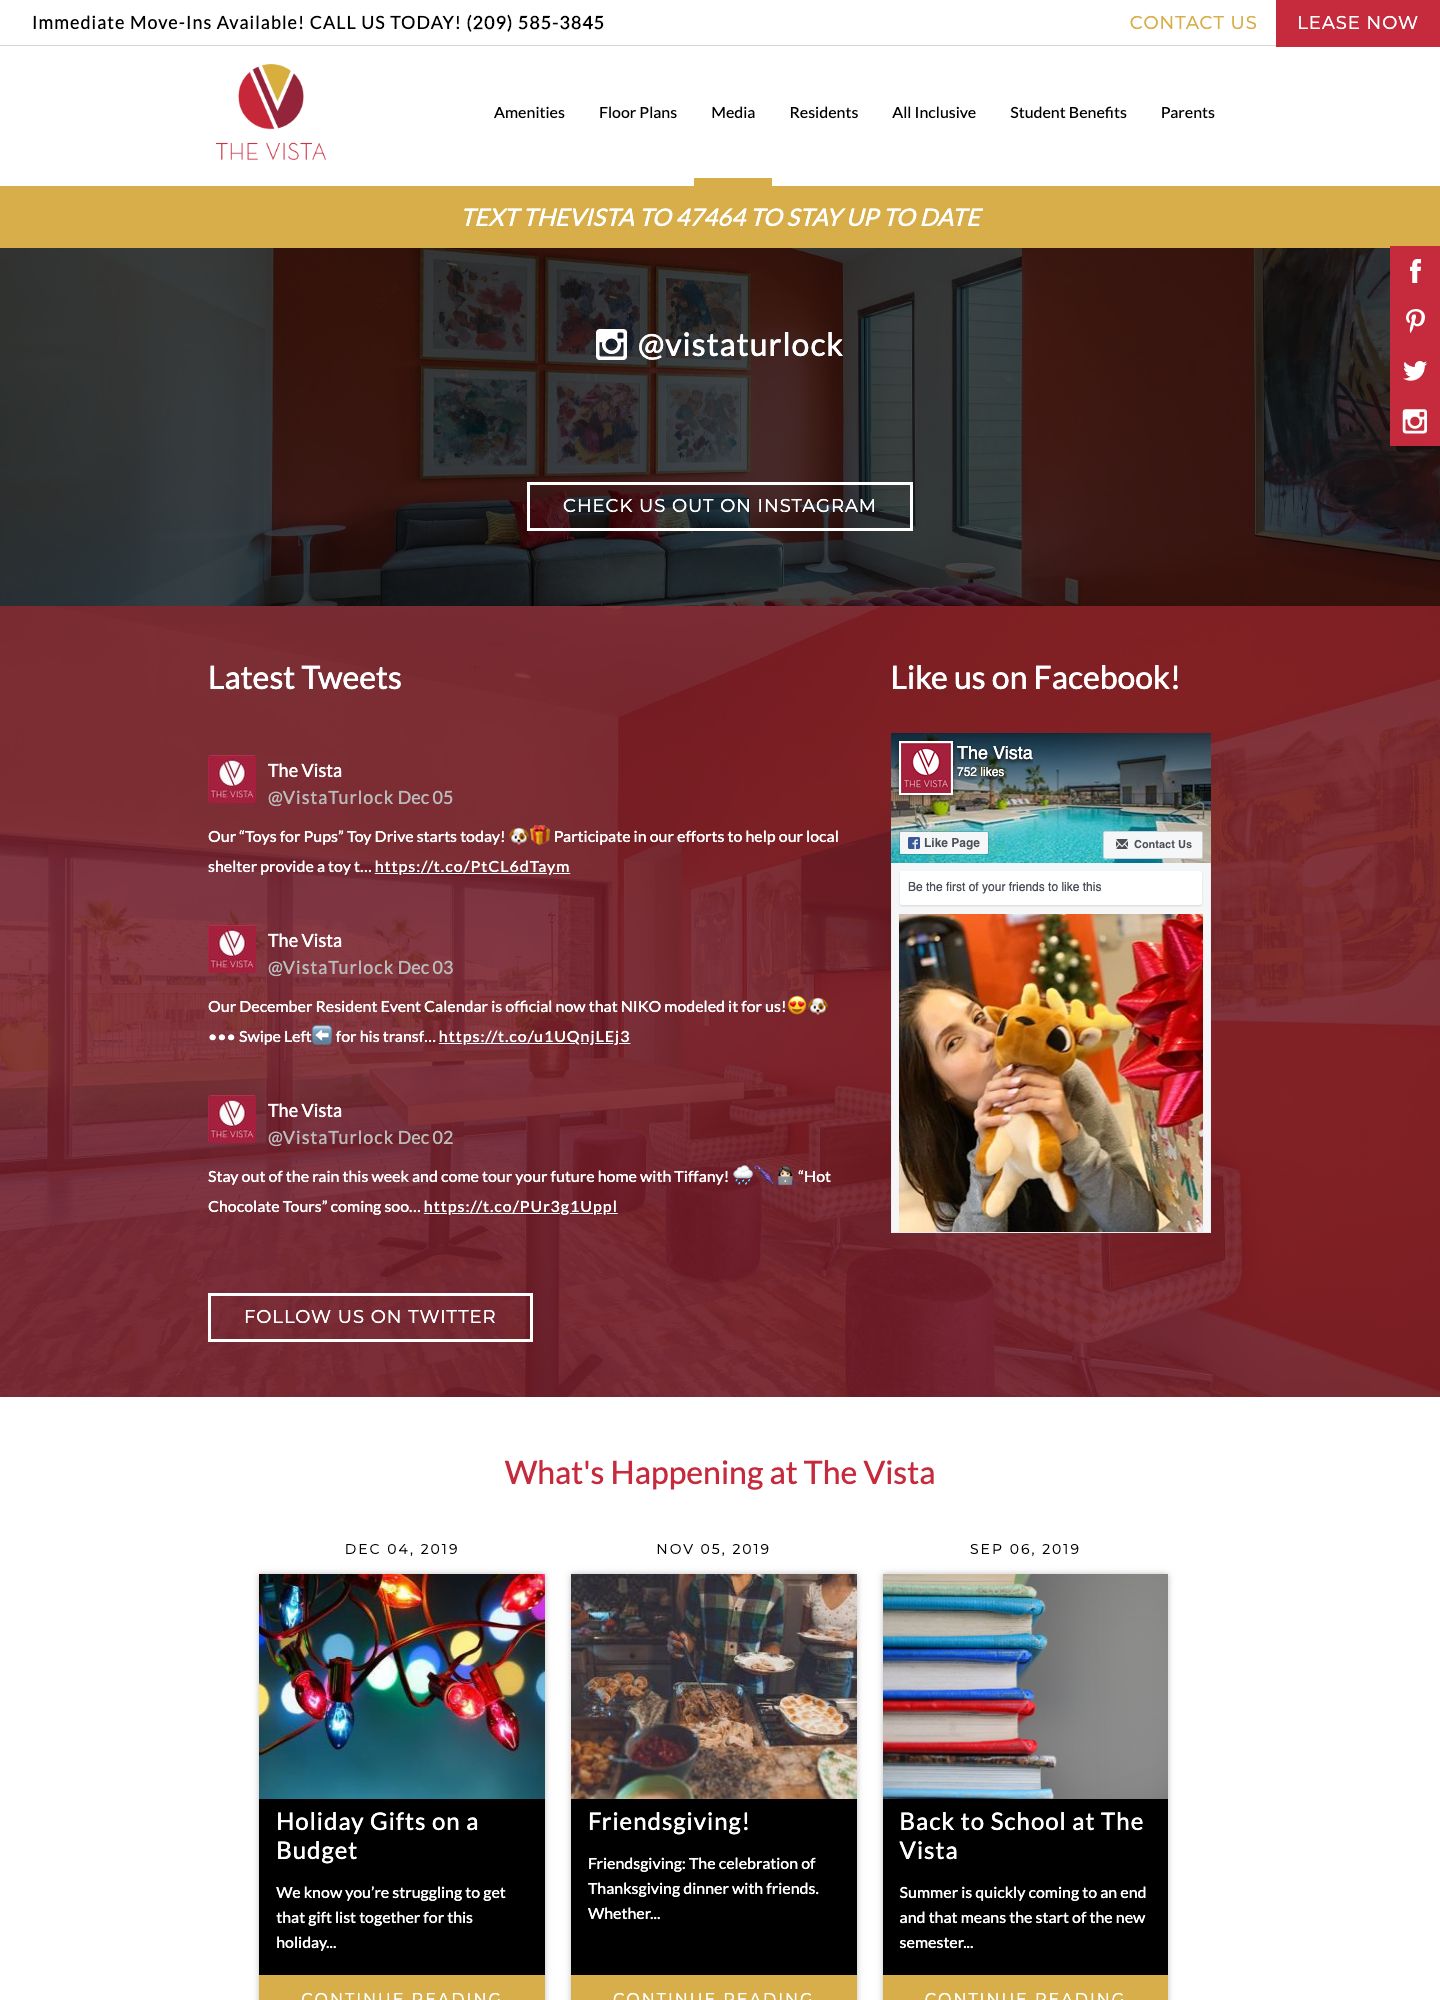 Immediate Move-Ins Available! CALL US TODAY! (209) 585-3845
CONTACT US
LEASE NOW
THE VISTA
Amenities
Floor Plans
Media
Residents
All Inclusive
Student Benefits
Parents
TEXT THEVISTA TO 47464 TO STAY UP TO DATE
@vistaturlock
CHECK US OUT ON INSTAGRAM
Latest Tweets
THE VISTA
The Vista
@VistaTurlock Dec 05
Our “Toys for Pups” Toy Drive starts today! 🐶🎁 Participate in our efforts to help our local
shelter provide a toy t… https://t.co/PtCL6dTaym
THE VISTA
The Vista
@VistaTurlock Dec 03
Our December Resident Event Calendar is official now that NIKO modeled it for us!😍🐶
••• Swipe Left⬅️ for his transf… https://t.co/u1UQnjLEj3
THE VISTA
The Vista
@VistaTurlock Dec 02
Stay out of the rain this week and come tour your future home with Tiffany! 🌧🌂👩🏻‍💻 “Hot
Chocolate Tours” coming soo… https://t.co/PUr3g1Uppl
FOLLOW US ON TWITTER
Like us on Facebook!
THE VISTA
The Vista
752 likes
Like Page
Contact Us
Be the first of your friends to like this
What's Happening at The Vista
DEC 04, 2019
Holiday Gifts on a
Budget
We know you’re struggling to get
that gift list together for this
holiday...
CONTINUE READING
NOV 05, 2019
Friendsgiving!
Friendsgiving: The celebration of
Thanksgiving dinner with friends.
Whether...
CONTINUE READING
SEP 06, 2019
Back to School at The
Vista
Summer is quickly coming to an end
and that means the start of the new
semester...
CONTINUE READING